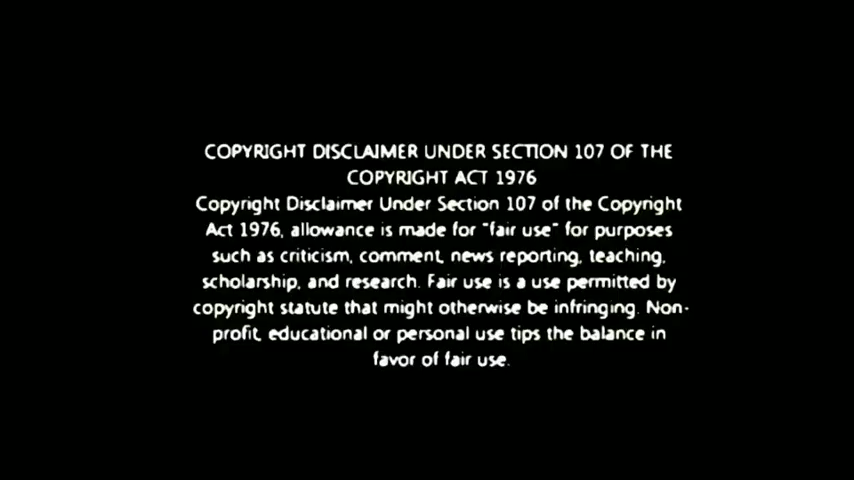 COPYRIGHT DISCLAIMER UNDER SECTION 107 OF THE
COPYRIGHT ACT 1976
Copyright Disclaimer Under Section 107 of the Copyright
Act 1976, allowance is made for "fair use" for purposes
such as criticism, comment, news reporting, teaching,
scholarship, and research. Fair use is a use permitted by
copyright statute that might otherwise be infringing. Non-
profit, educational or personal use tips the balance in
favor of fair use.